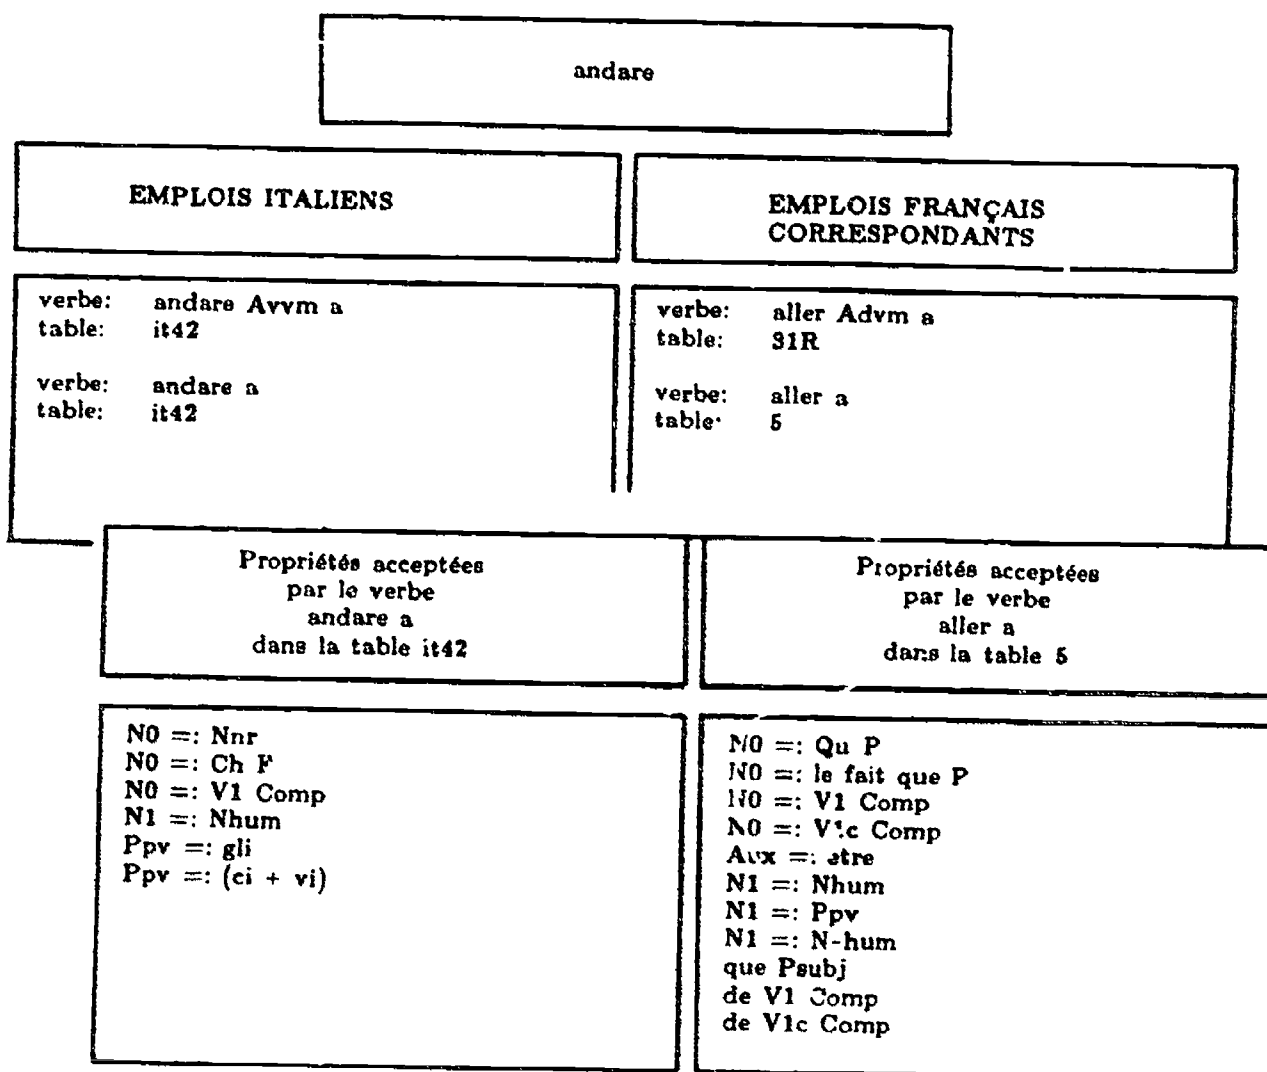 andare
EMPLOIS ITALIENS
EMPLOIS FRANÇAIS
CORRESPONDANTS
verbe: andare Avvm a
table: it42
verbe: andare a
table: it42
verbe: aller Advm a
table: 31R
verbe: aller a
table: 5
Propriétés acceptées
par le verbe
andare a
dans la table it42
Propriétés acceptées
par le verbe
aller a
dans la table 5
N0 =: Nnr
N0 =: Ch F
N0 =: V1 Comp
N1 =: Nhum
Ppv =: gli
Ppv =: (ci + vi)
N0 =: Qu P
N0 =: le fait que P
N0 =: V1 Comp
N0 =: V1c Comp
Aux =: etre
N1 =: Nhum
N1 =: Ppv
N1 =: N-hum
que Psubj
de V1 Comp
de V1c Comp